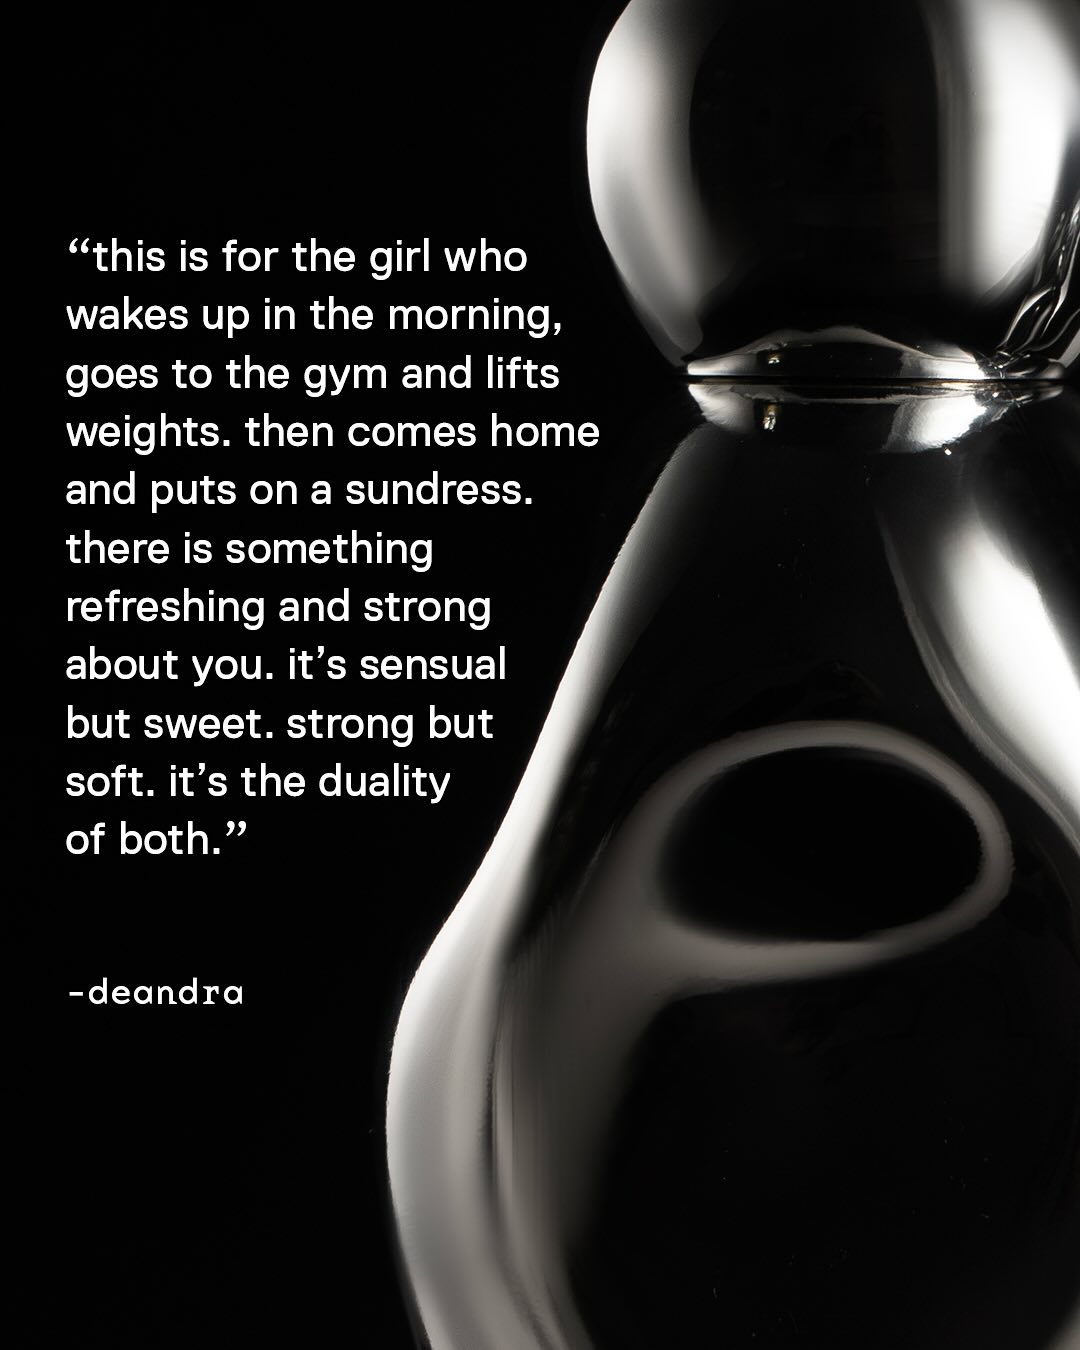 “this is for the girl who
wakes up in the morning,
goes to the gym and lifts
weights. then comes home
and puts on a sundress.
there is something
refreshing and strong
about you. it’s sensual
but sweet. strong but
soft. it’s the duality
of both.”
-deandra